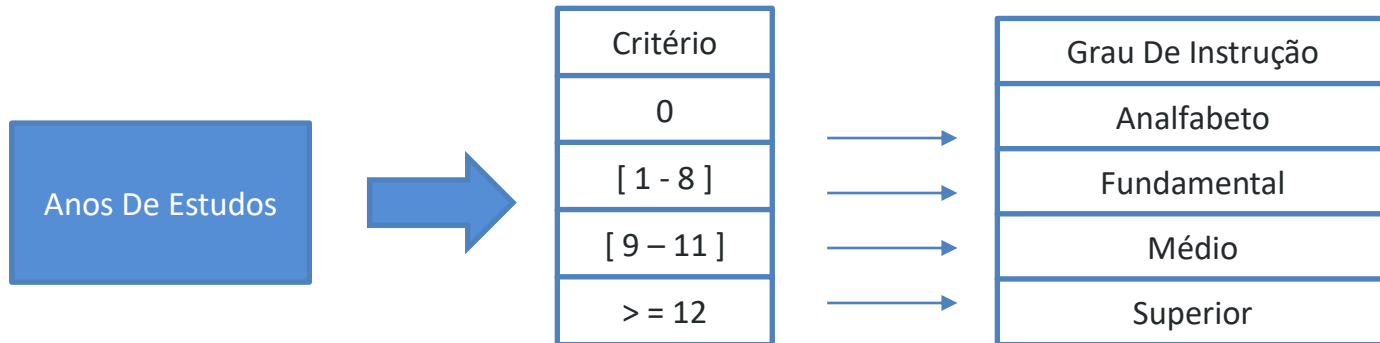 Anos De Estudos
Critério
0
[ 1 - 8 ]
[ 9 – 11 ]
> = 12
Grau De Instrução
Analfabeto
Fundamental
Médio
Superior